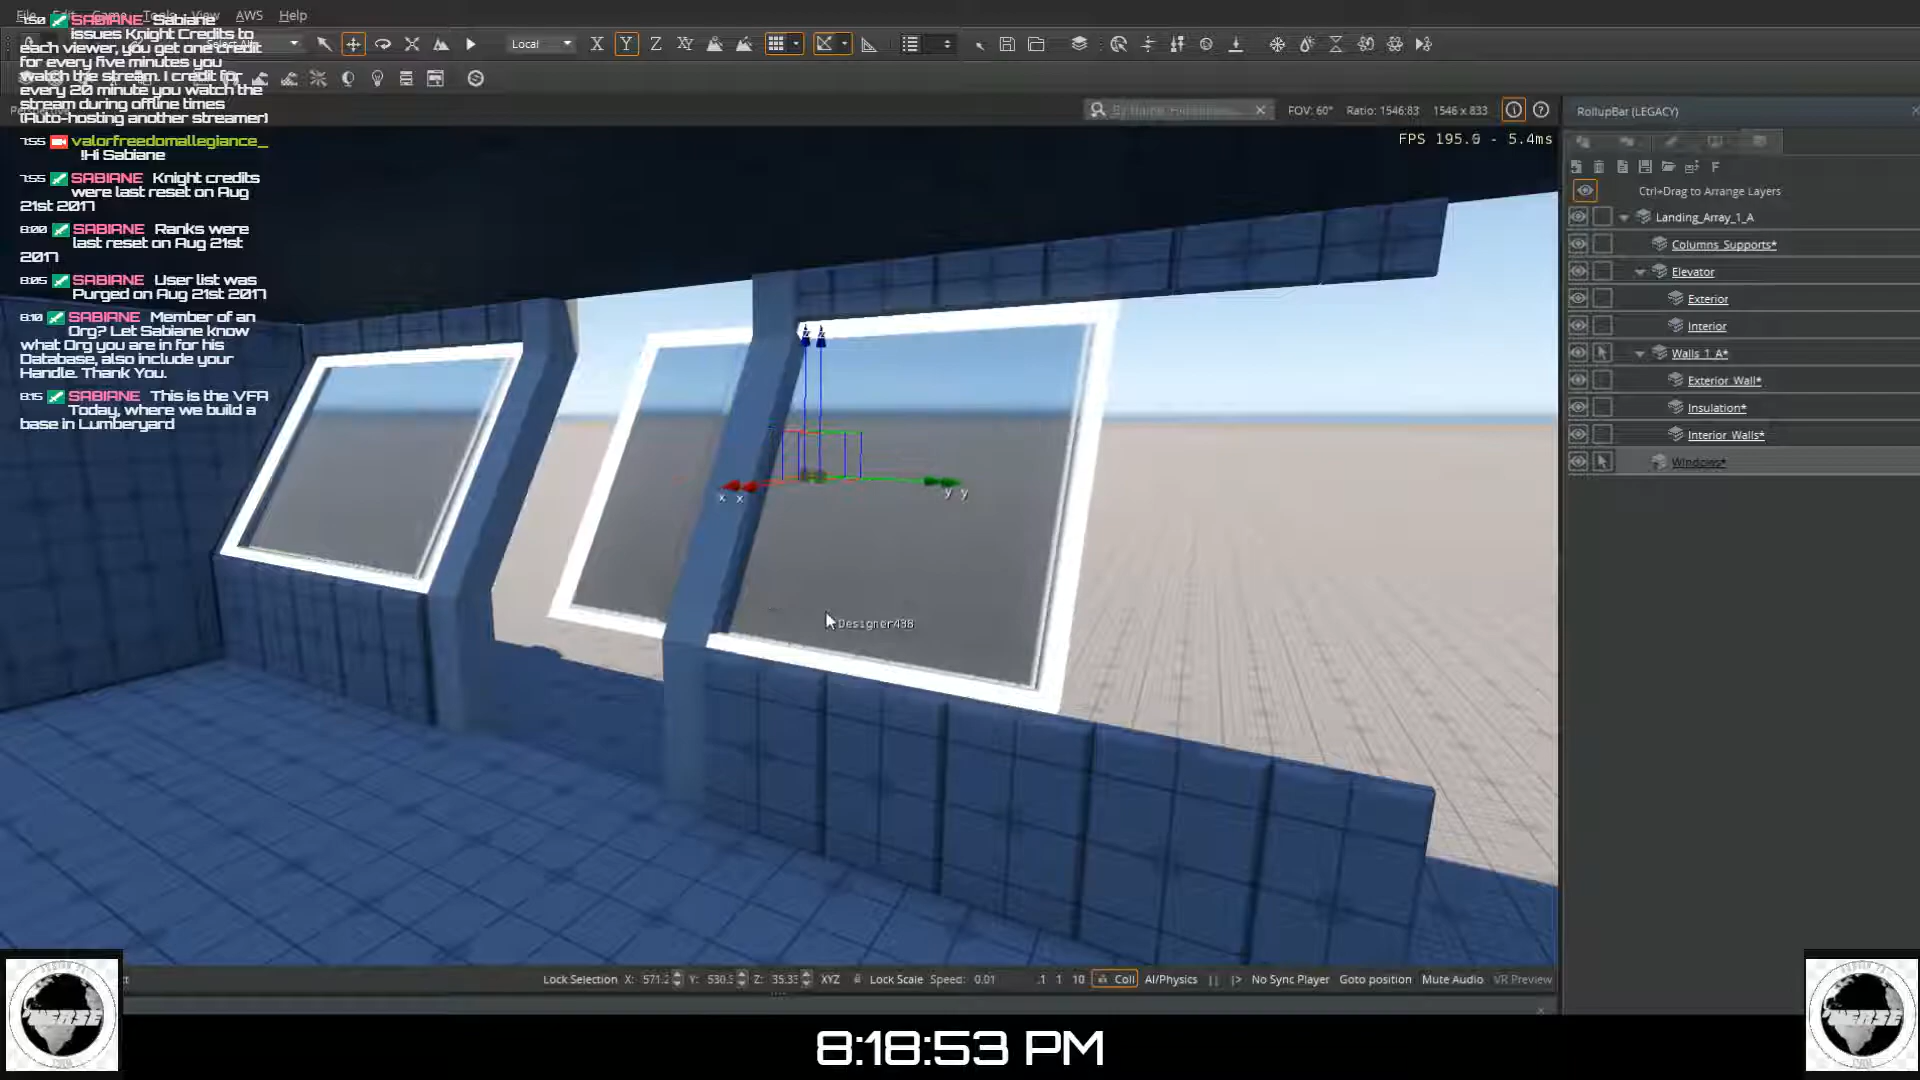 AWS Help
1:50 SABIANE Sabiane
issues Knight Credits to
each viewer, you get one credit
for every five minutes you
watch the stream. 1 credit for
every 20 minute you watch the
stream during offline times
(Auto-hosting another streamer)
7:55 valorfreedomallegiance_
!Hi Sabiane
7:55 SABIANE Knight credits
were last reset on Aug
21st 2017
8:00 SABIANE Ranks were
last reset on Aug 21st
2017
8:05 SABIANE User list was
Purged on Aug 21st 2017
8:10 SABIANE Member of an
Org? Let Sabiane know
what Org you are in for his
Database, also include your
Handle. Thank You.
8:15 SABIANE This is the VFA
Today, where we build a
base in Lumberyard
Local X Y Z XY
FOV: 60° Ratio: 1546:83 1546 x 833
FPS 195.0 - 5.4ms
RollupBar (LEGACY)
F
Ctrl+Drag to Arrange Layers
Landing_Array_1_A
Columns_Supports*
Elevator
Exterior
Interior
Walls_1_A*
Exterior_Wall*
Insulation*
Interior_Walls*
Windows*
z z
x x
y y
Designer436
Lock Selection X: 571.2 Y: 530.5 Z: 35.33 XYZ Lock Scale Speed: 0.01 .1 1 10 Coll AI/Physics No Sync Player Goto position Mute Audio VR Preview
8:18:53 PM
VERSE
VERSE